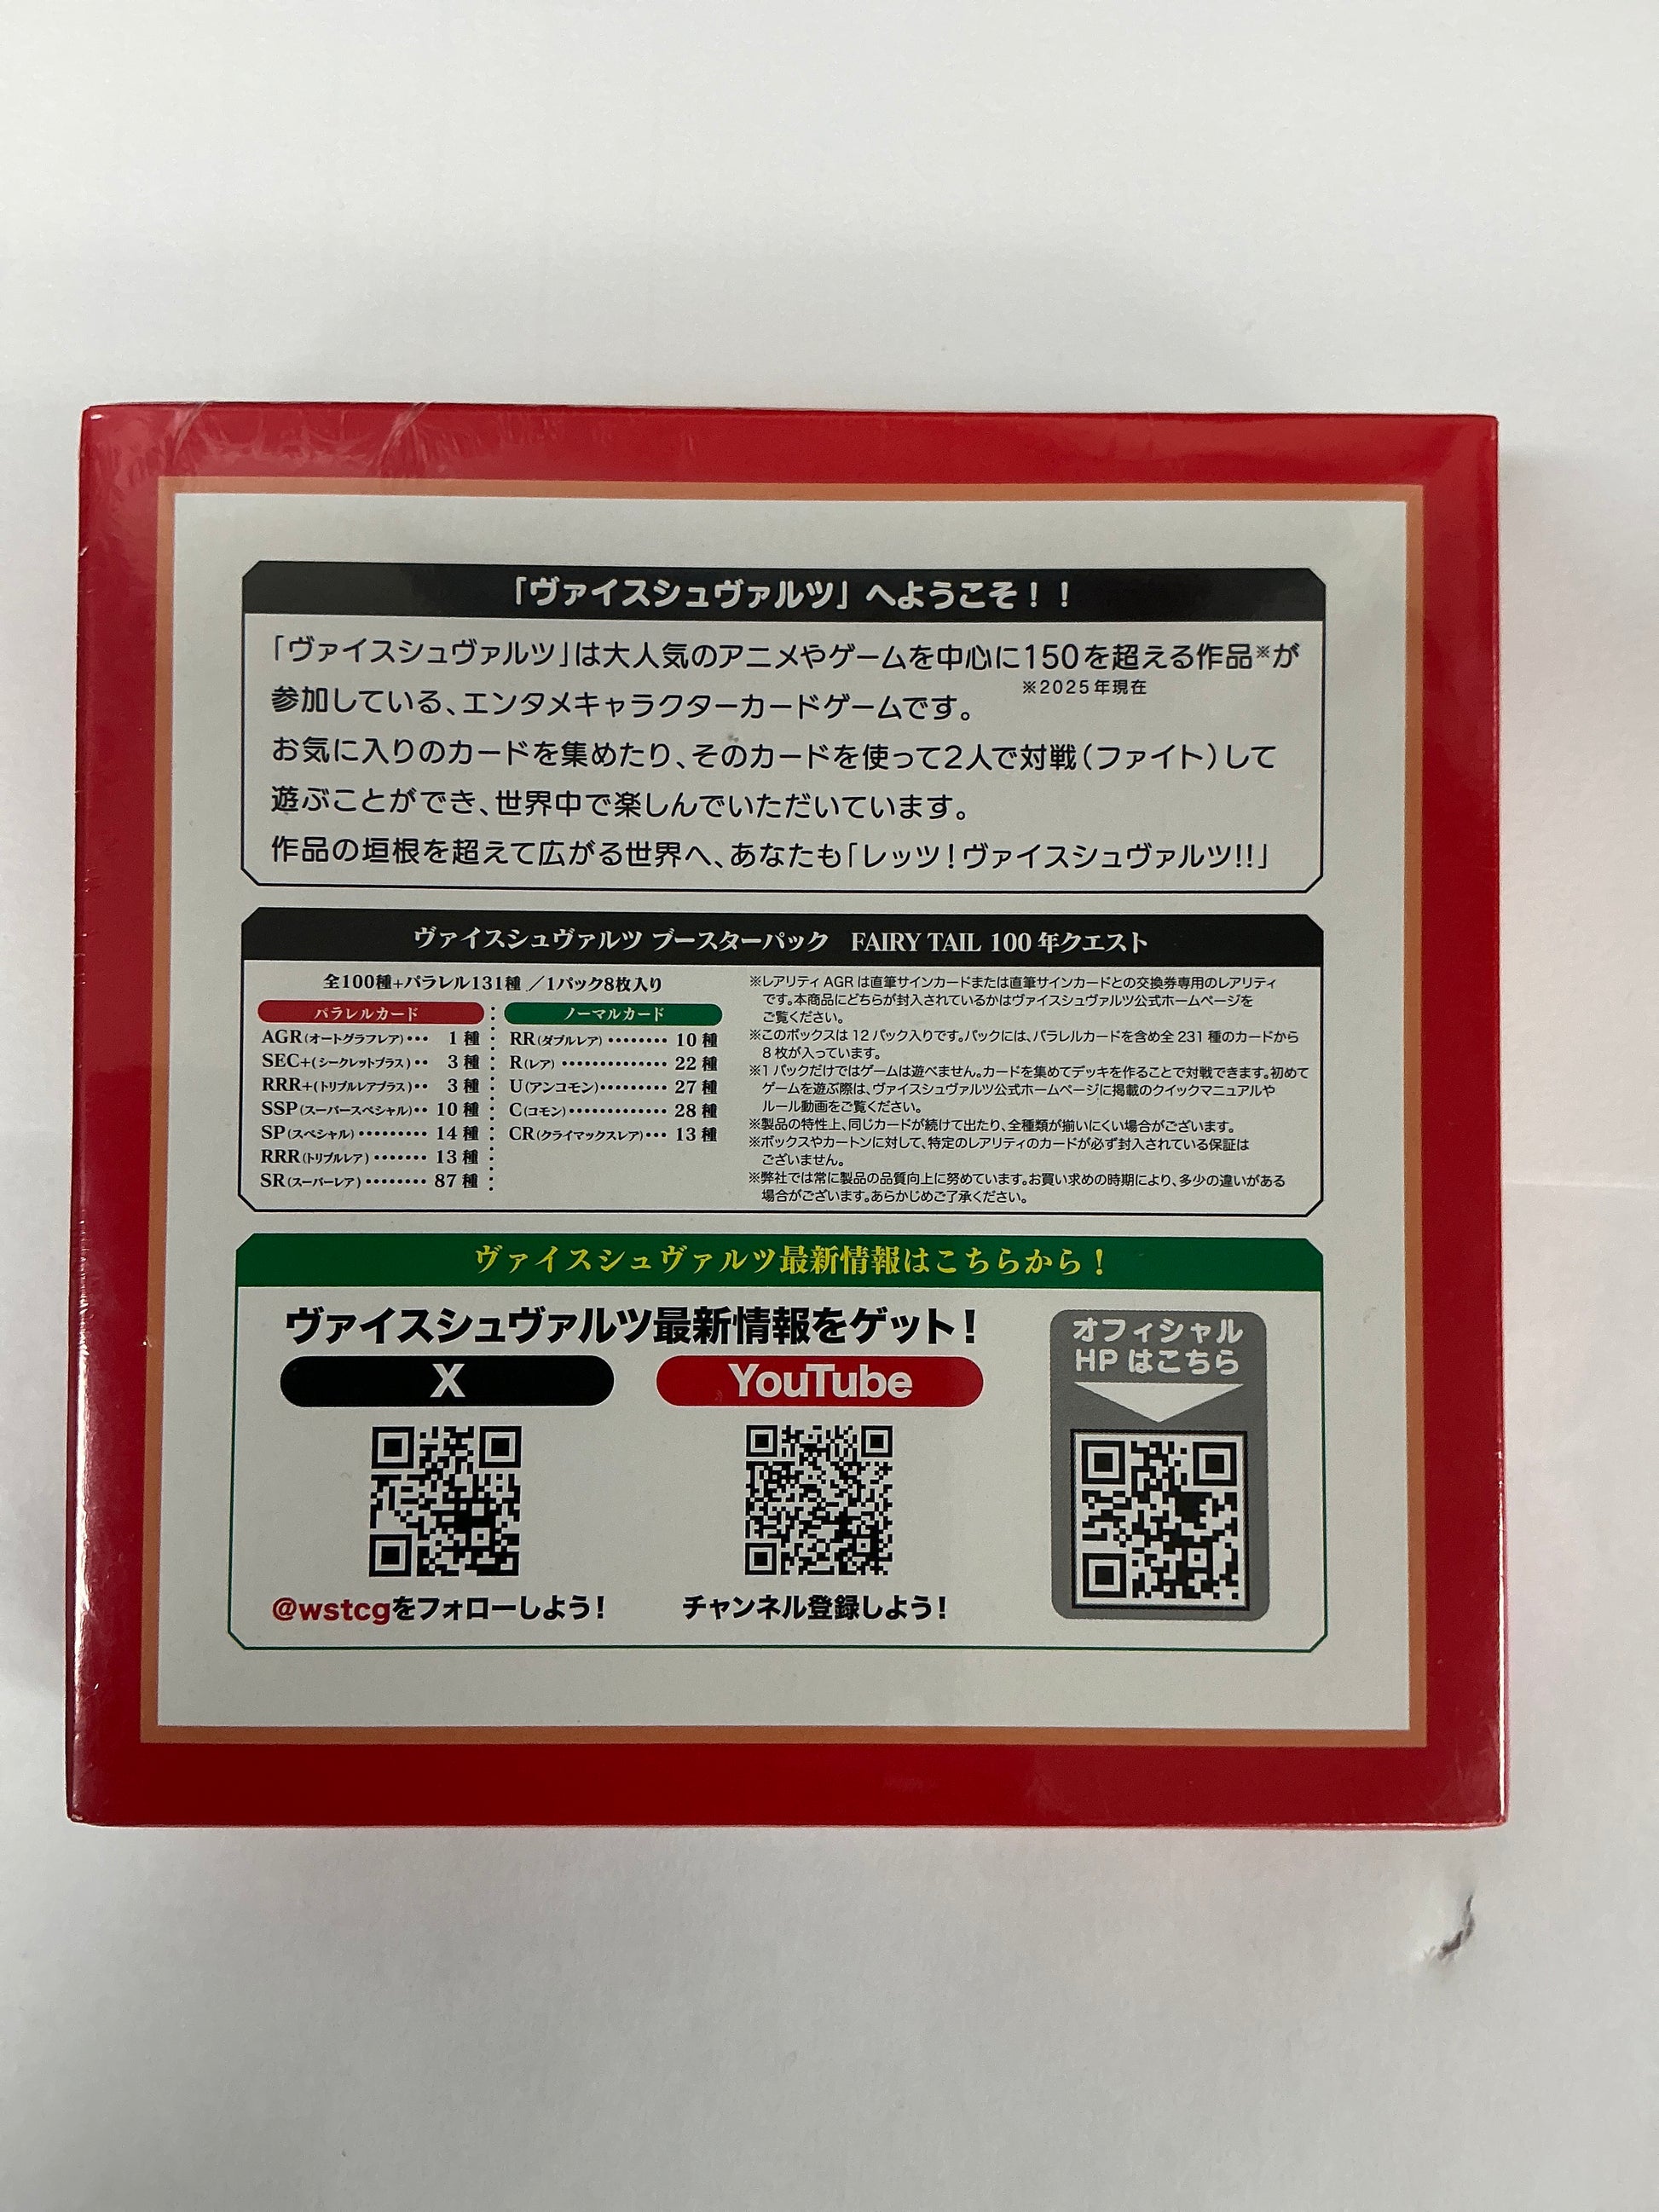 「ヴァイスシュヴァルツ」へようこそ！！
「ヴァイスシュヴァルツ」は大人気のアニメやゲームを中心に150を超える作品※が
※2025年現在
参加している、エンタメキャラクターカードゲームです。
お気に入りのカードを集めたり、そのカードを使って2人で対戦（ファイト）して
遊ぶことができ、世界中で楽しんでいただいています。
作品の垣根を超えて広がる世界へ、あなたも「レッツ！ヴァイスシュヴァルツ!!」
ヴァイスシュヴァルツ ブースターパック　FAIRY TAIL 100年クエスト
全100種+パラレル131種 ／1パック8枚入り
パラレルカード
AGR(オートグラフレア)‥‥ 1種
SEC+(シークレットプラス)‥ 3種
RRR+(トリプルレアプラス)‥ 3種
SSP(スーパースペシャル)‥ 10種
SP(スペシャル)……… 14種
RRR(トリプルレア)……‥ 13種
SR(スーパーレア)……… 87種
ノーマルカード
RR(ダブルレア)……… 10種
R(レア)…………… 22種
U(アンコモン)……… 27種
C(コモン)………… 28種
CR(クライマックスレア)… 13種
※レアリティAGRは直筆サインカードまたは直筆サインカードとの交換券専用のレアリティ
です。本商品にどちらが封入されているかはヴァイスシュヴァルツ公式ホームページを
ご覧ください。
※このボックスは12パック入りです。パックには、パラレルカードを含め全231種のカードから
8枚が入っています。
※1パックだけではゲームは遊べません。カードを集めてデッキを作ることで対戦できます。初めて
ゲームを遊ぶ際は、ヴァイスシュヴァルツ公式ホームページに掲載のクイックマニュアルや
ルール動画をご覧ください。
※製品の特性上、同じカードが続けて出たり、全種類が揃いにくい場合がございます。
※ボックスやカートンに対して、特定のレアリティのカードが必ず封入されている保証は
ございません。
※弊社では常に製品の品質向上に努めています。お買い求めの時期により、多少の違いがある
場合がございます。あらかじめご了承ください。
ヴァイスシュヴァルツ最新情報はこちらから！
ヴァイスシュヴァルツ最新情報をゲット！
X
@wstcgをフォローしよう！
YouTube
チャンネル登録しよう！
オフィシャル
HPはこちら